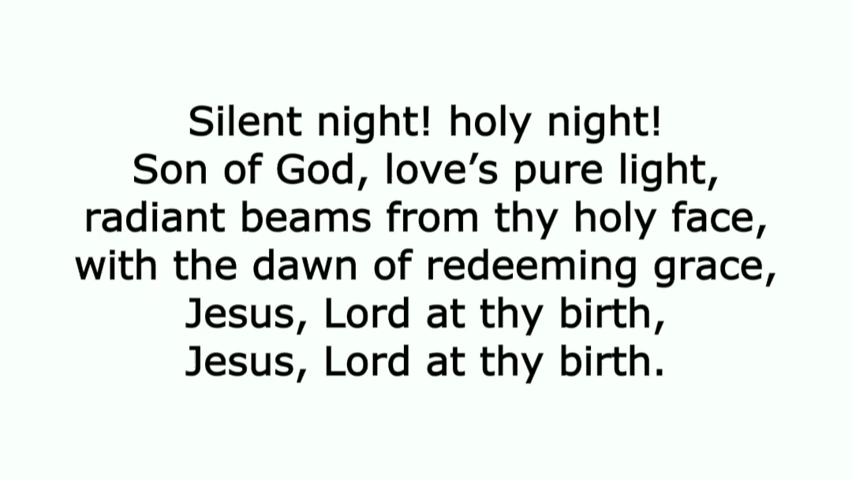 Silent night! holy night!
Son of God, love’s pure light,
radiant beams from thy holy face,
with the dawn of redeeming grace,
Jesus, Lord at thy birth,
Jesus, Lord at thy birth.